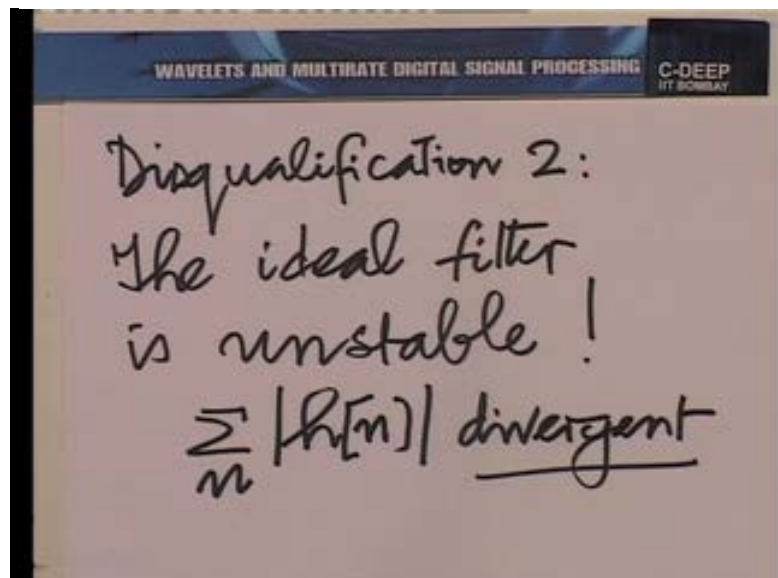 WAVELETS AND MULTIRATE DIGITAL SIGNAL PROCESSING
C-DEEP
IIT BOMBAY
Disqualification 2:
The ideal filter
is unstable !
∑ |h[n]| divergent
n